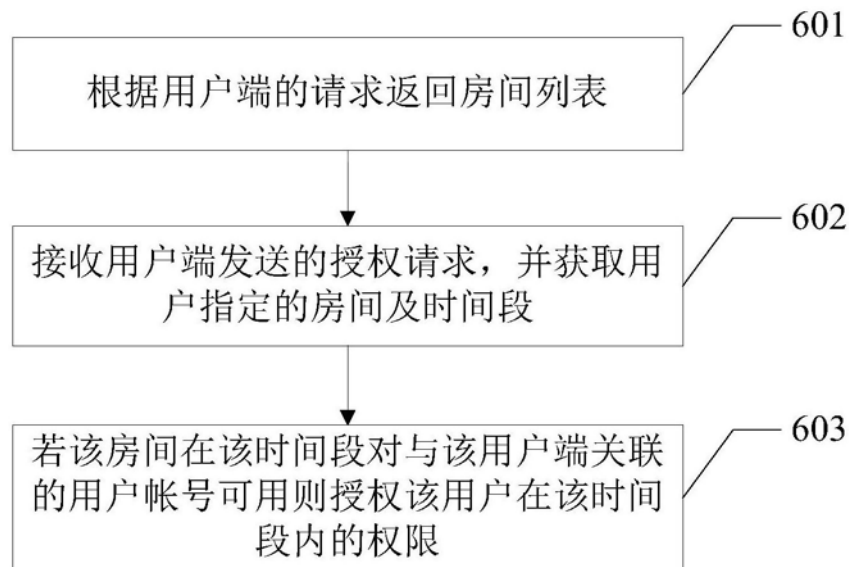 601
根据用户端的请求返回房间列表
602
接收用户端发送的授权请求，并获取用
户指定的房间及时间段
603
若该房间在该时间段对与该用户端关联
的用户帐号可用则授权该用户在该时间
段内的权限